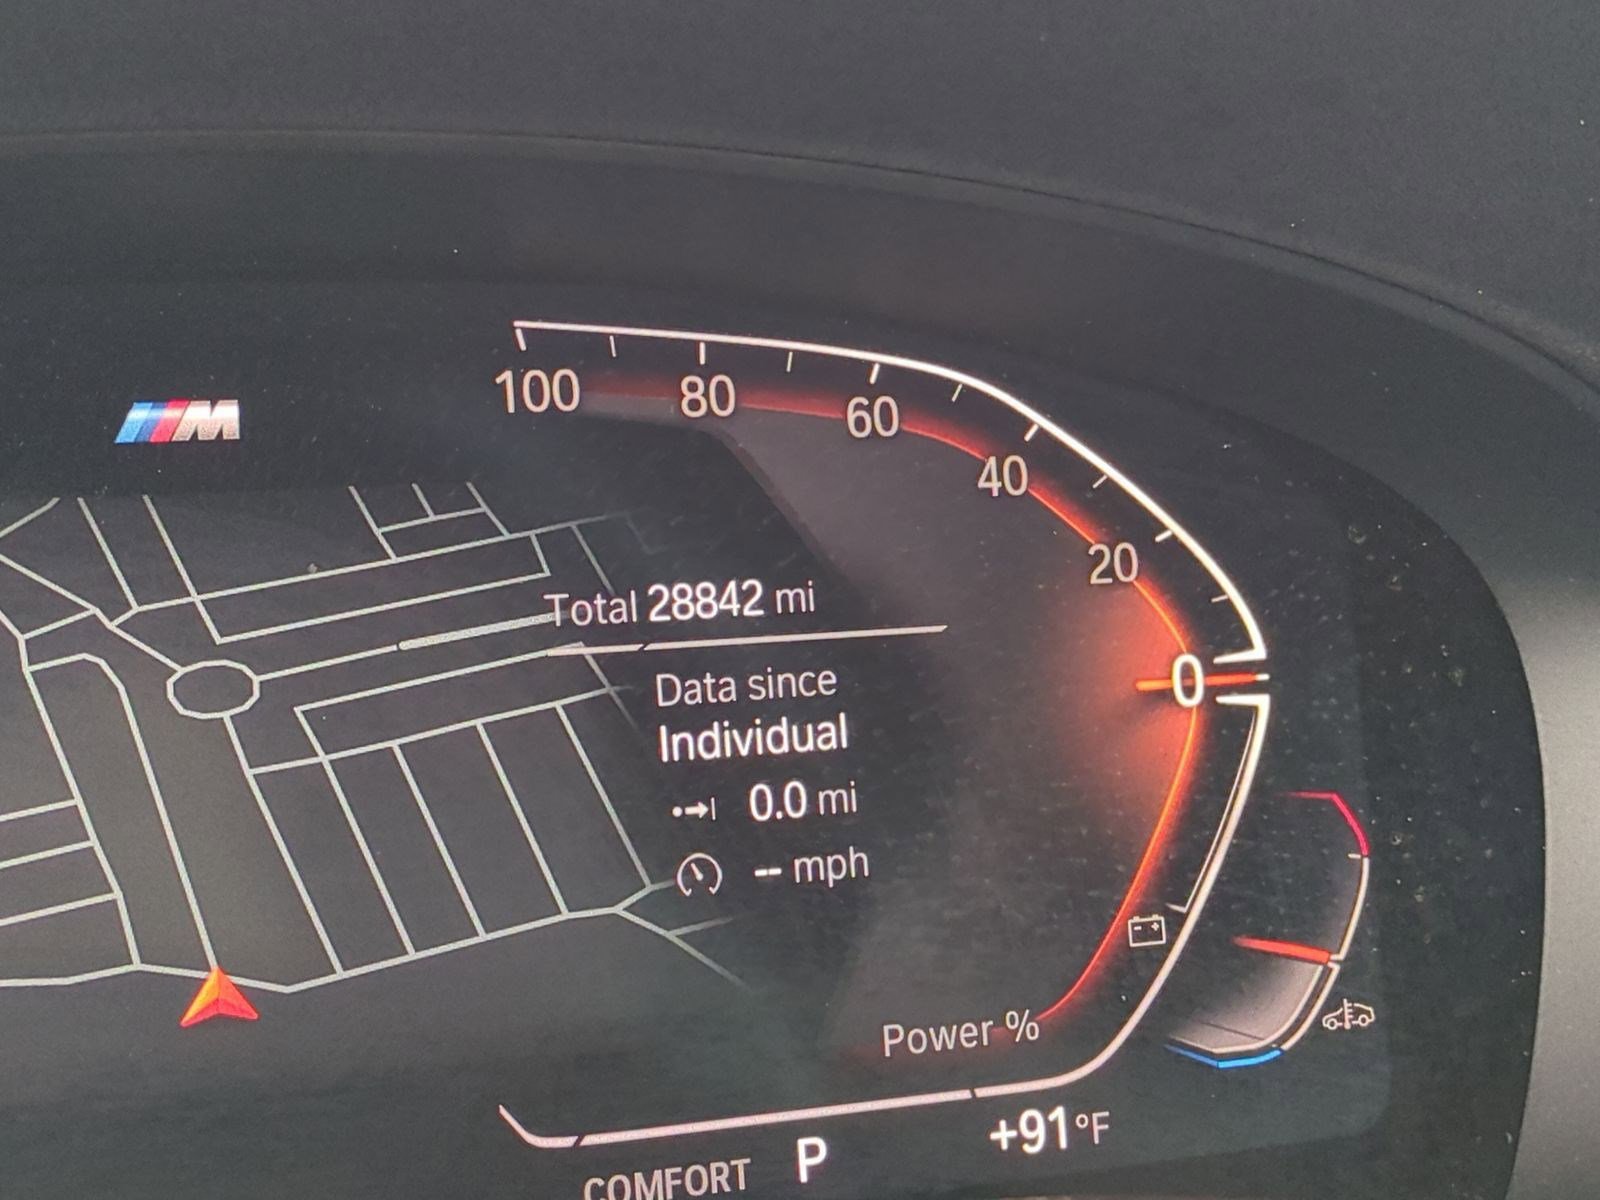 M
100
80
60
40
20
0
Total 28842 mi
Data since
Individual
0.0 mi
-- mph
Power %
+91°F
COMFORT P